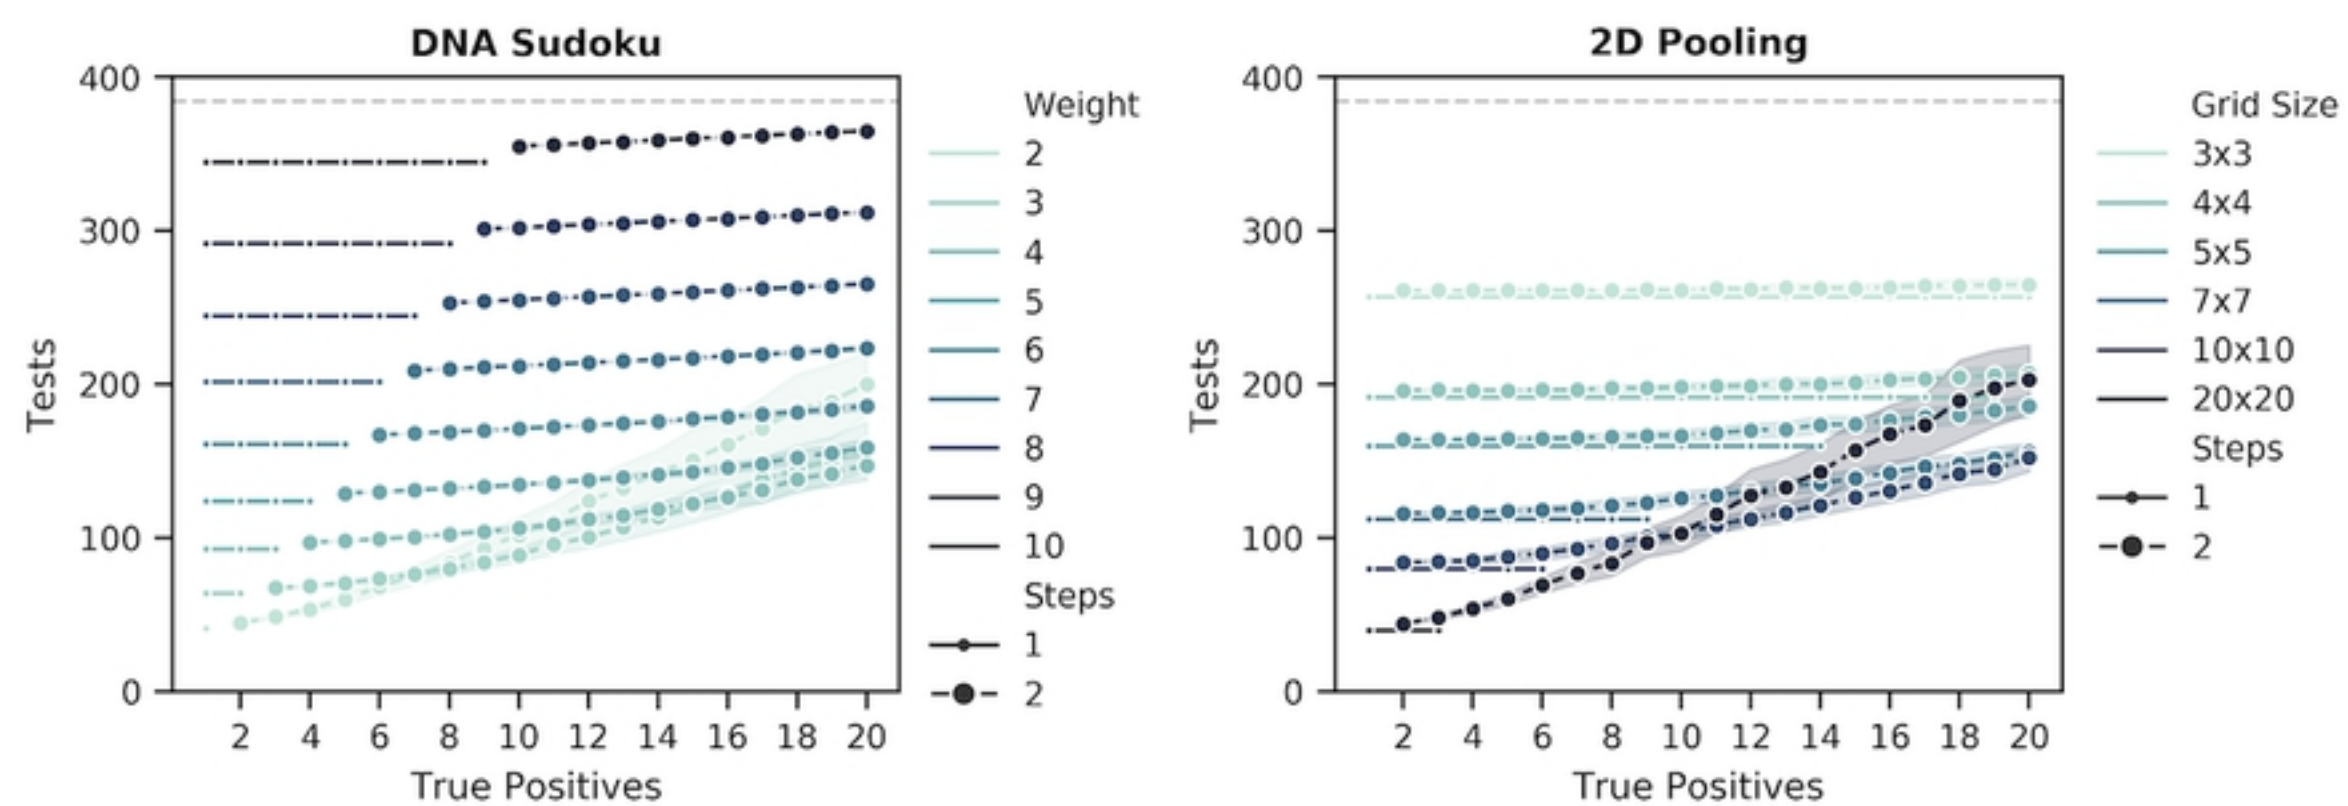 DNA Sudoku
400
300
200
100
0
Tests
2 4 6 8 10 12 14 16 18 20
True Positives
Weight
2
3
4
5
6
7
8
9
10
Steps
1
2
2D Pooling
400
300
200
100
0
Tests
2 4 6 8 10 12 14 16 18 20
True Positives
Grid Size
3x3
4x4
5x5
7x7
10x10
20x20
Steps
1
2